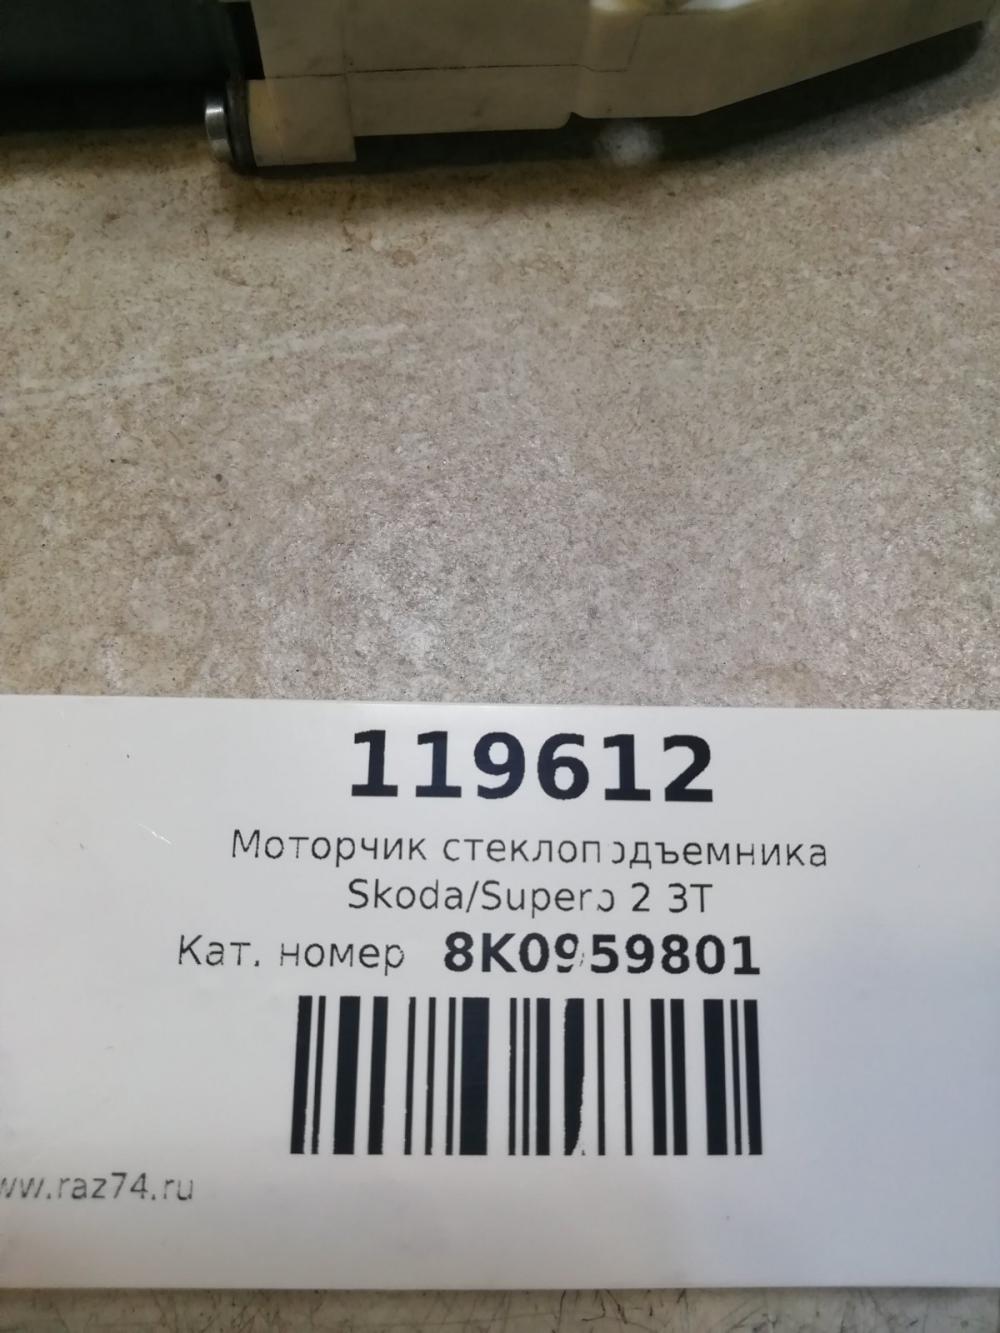 119612
Моторчик стеклоподъемника
Skoda/Superb 2 3T
Кат. номер 8K0959801
www.raz74.ru